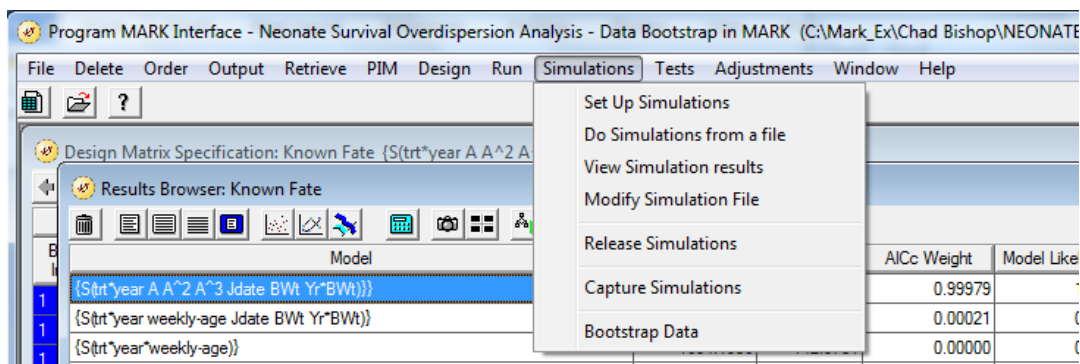 Program MARK Interface - Neonate Survival Overdispersion Analysis - Data Bootstrap in MARK (C:\Mark_Ex\Chad Bishop\NEONATE
File Delete Order Output Retrieve PIM Design Run Simulations Tests Adjustments Window Help
?
Set Up Simulations
Do Simulations from a file
View Simulation results
Modify Simulation File
Release Simulations
Capture Simulations
Bootstrap Data
Design Matrix Specification: Known Fate {S(trt*year A A^2 A
Results Browser: Known Fate
Model AICc Weight Model Likel
{S(trt*year A A^2 A^3 Jdate BWt Yr*BWt)}} 0.99979
{S(trt*year weekly-age Jdate BWt Yr*BWt)} 0.00021
{S(trt*year*weekly-age)} 0.00000
1
1
1